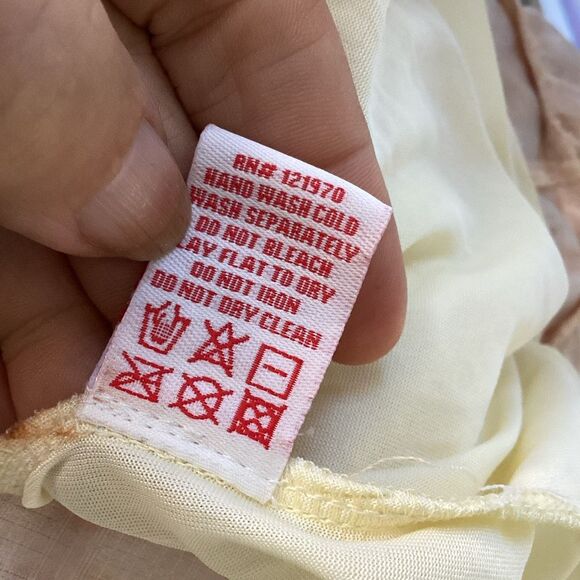 RN# 121970
HAND WASH COLD
WASH SEPARATELY
DO NOT BLEACH
LAY FLAT TO DRY
DO NOT IRON
DO NOT DRY CLEAN